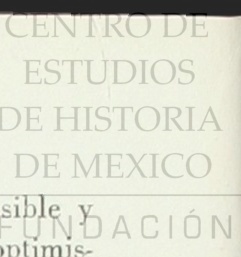 CENTRO DE
ESTUDIOS
DE HISTORIA
DE MEXICO
sible y
FUNDACIÓN
optimis-